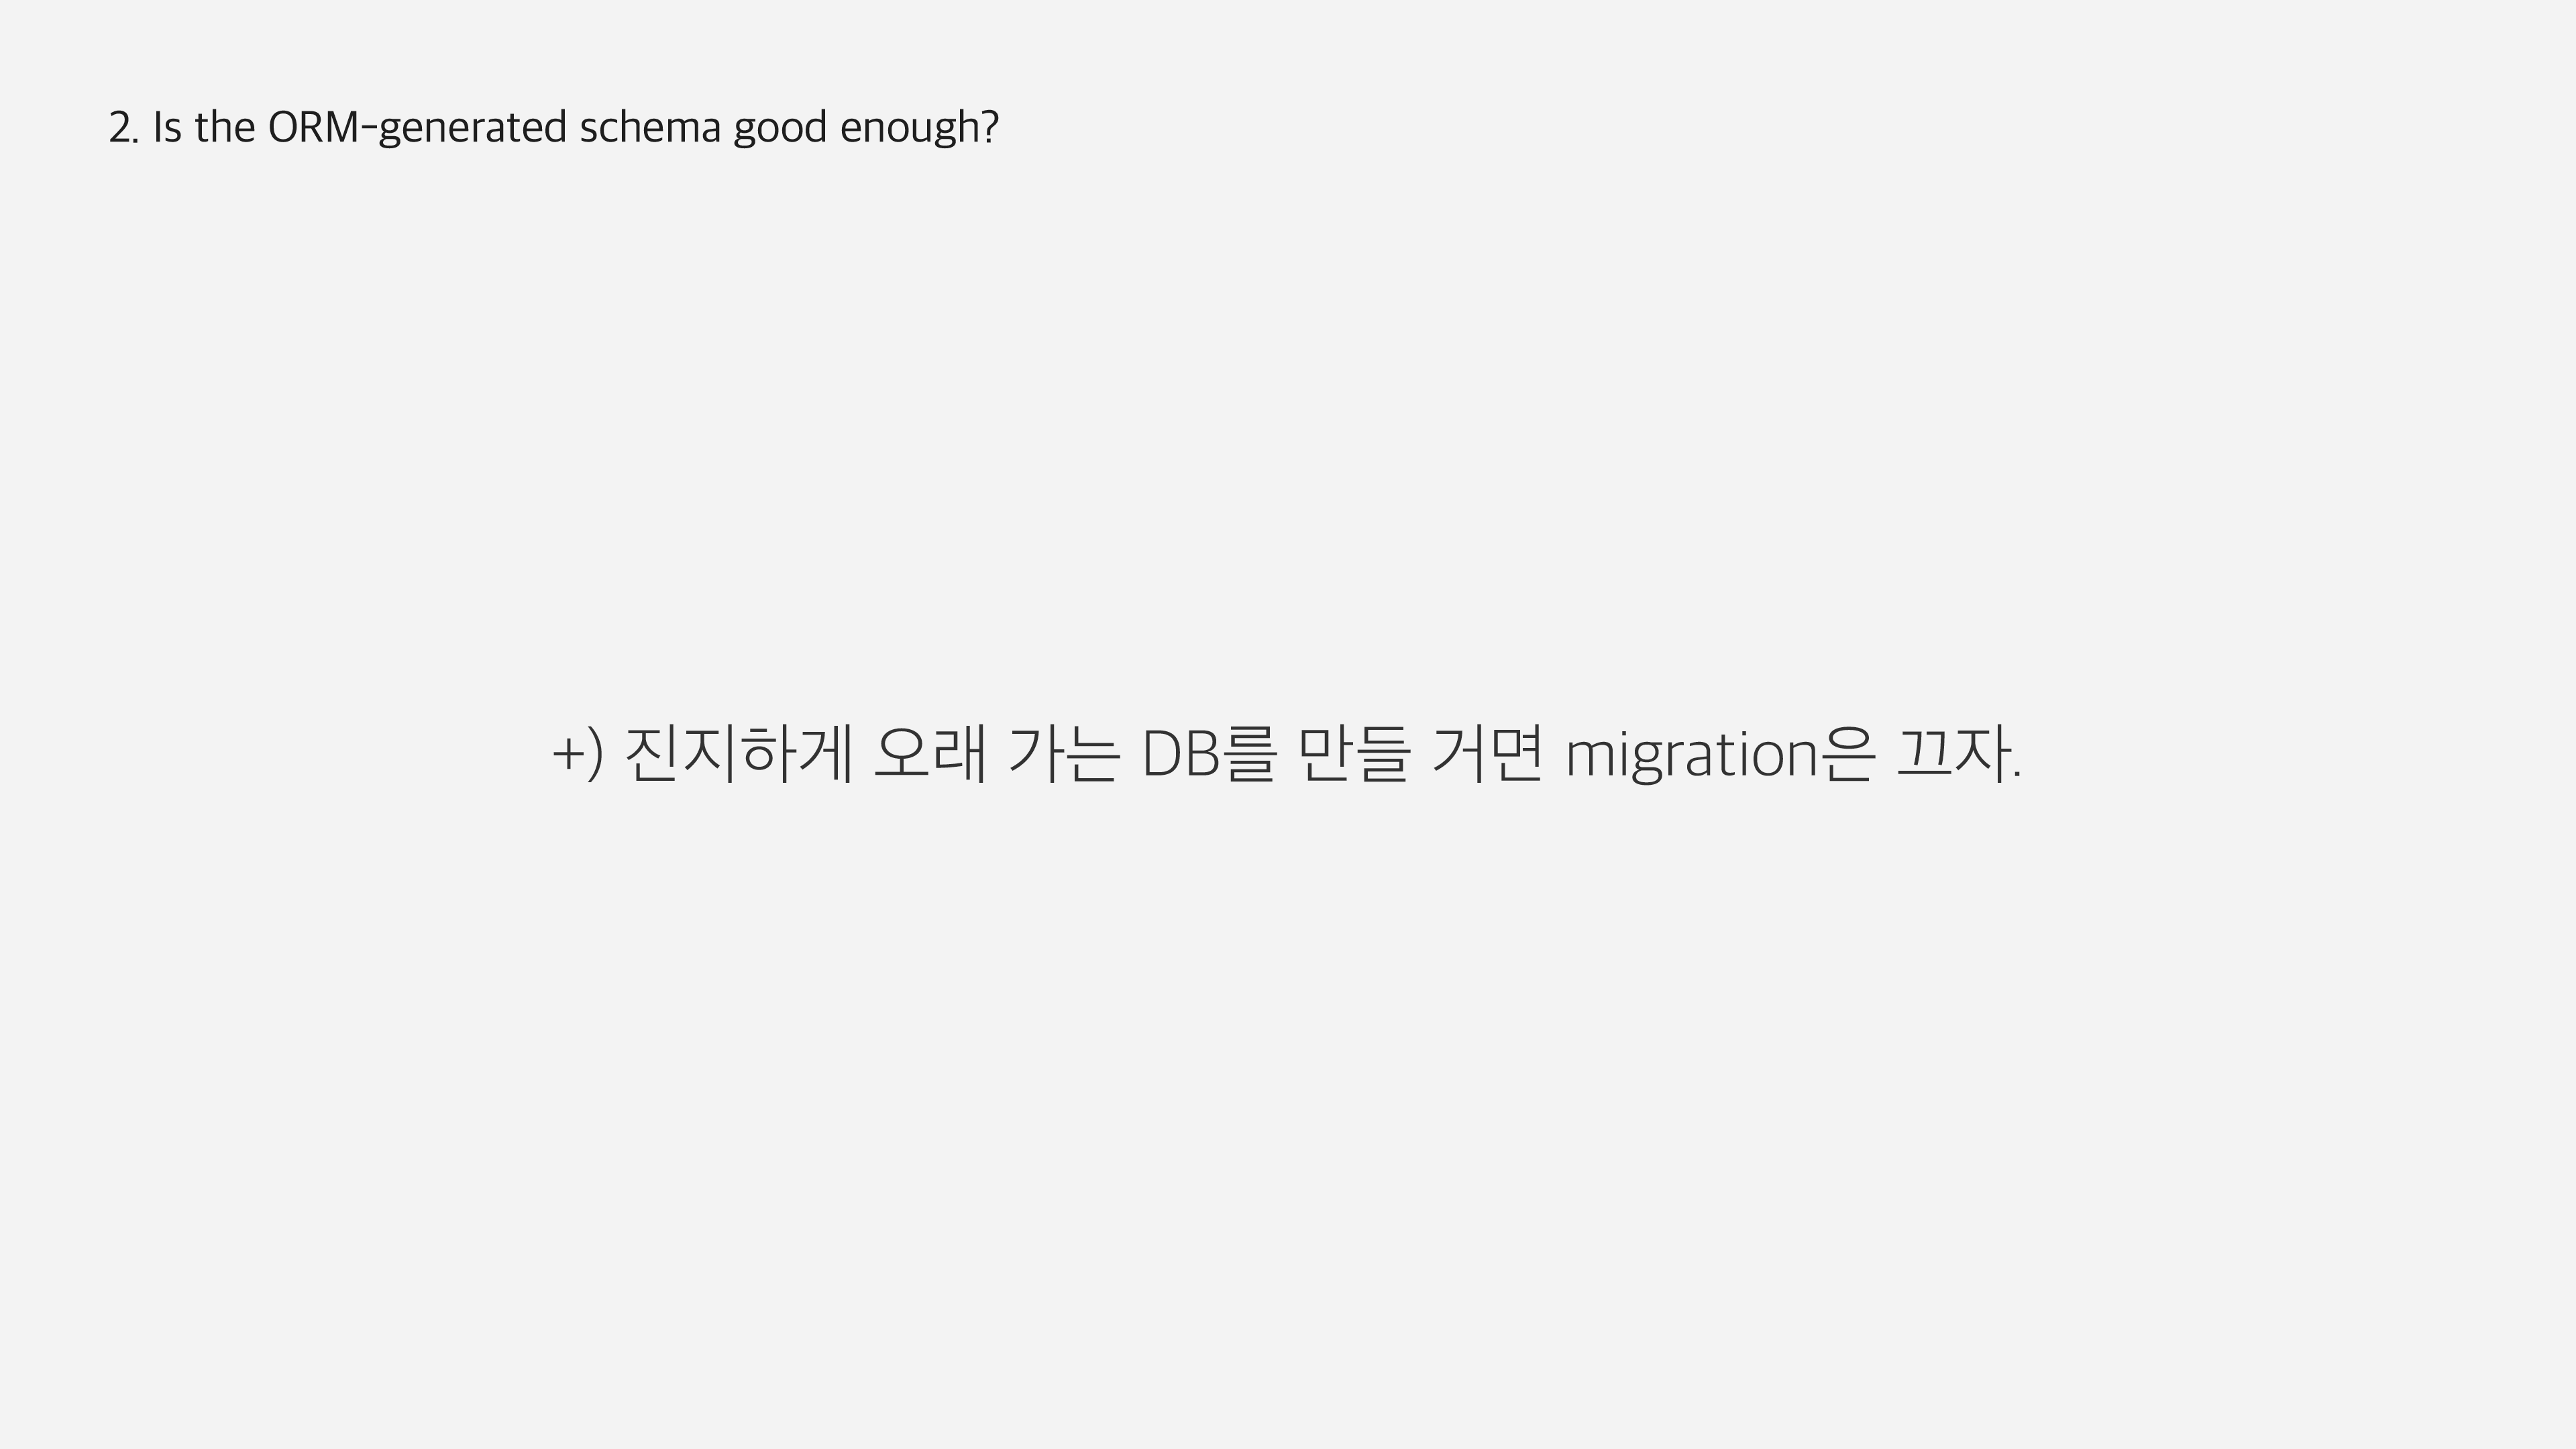 2. Is the ORM-generated schema good enough?
+) 진지하게 오래 가는 DB를 만들 거면 migration은 끄자.